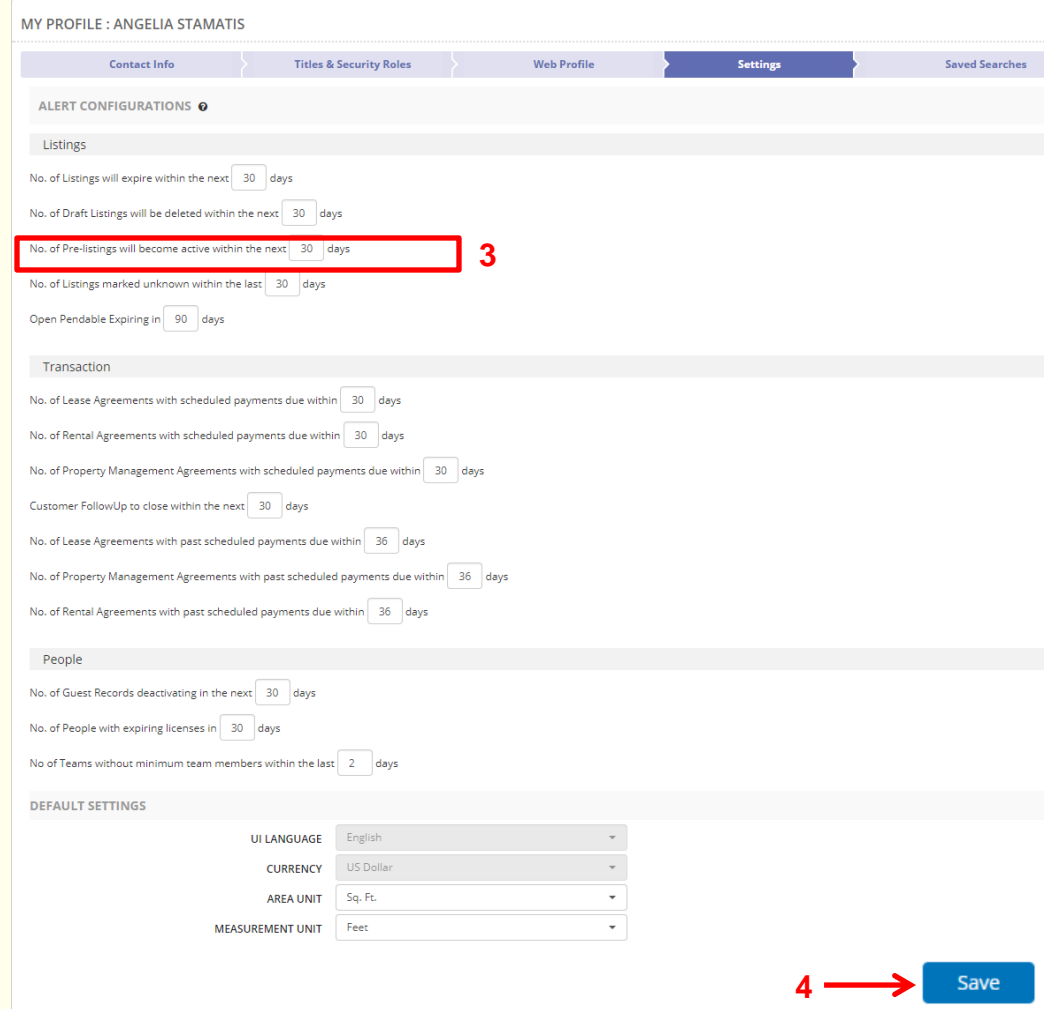 MY PROFILE : ANGELIA STAMATIS
Contact Info Titles & Security Roles Web Profile Settings Saved Searches
ALERT CONFIGURATIONS ?
Listings
No. of Listings will expire within the next 30 days
No. of Draft Listings will be deleted within the next 30 days
No. of Pre-listings will become active within the next 30 days 3
No. of Listings marked unknown within the last 30 days
Open Pendable Expiring in 90 days
Transaction
No. of Lease Agreements with scheduled payments due within 30 days
No. of Rental Agreements with scheduled payments due within 30 days
No. of Property Management Agreements with scheduled payments due within 30 days
Customer FollowUp to close within the next 30 days
No. of Lease Agreements with past scheduled payments due within 36 days
No. of Property Management Agreements with past scheduled payments due within 36 days
No. of Rental Agreements with past scheduled payments due within 36 days
People
No. of Guest Records deactivating in the next 30 days
No. of People with expiring licenses in 30 days
No of Teams without minimum team members within the last 2 days
DEFAULT SETTINGS
UI LANGUAGE English
CURRENCY US Dollar
AREA UNIT Sq. Ft.
MEASUREMENT UNIT Feet
4 Save